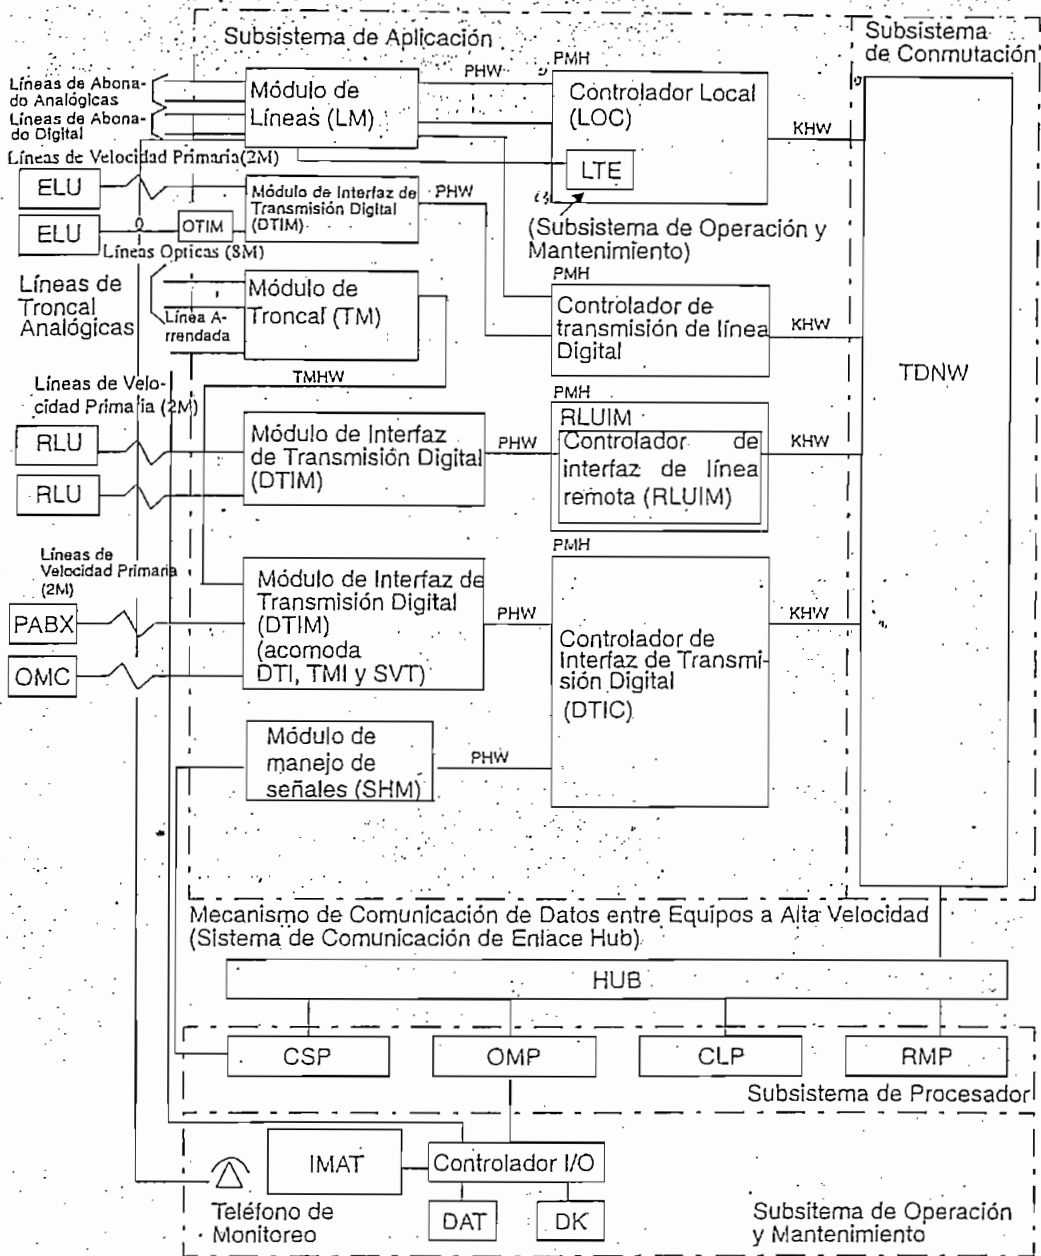 Subsistema de Aplicación
Subsistema
de Conmutación
Líneas de Abona-
do Analógicas
Líneas de Abona-
do Digital
Módulo de
Líneas (LM)
PHW
PMH
Controlador Local
(LOC)
LTE
KHW
(Subsistema de Operación y
Mantenimiento)
Líneas de Velocidad Primaria(2M)
ELU
ELU
OTIM
Módulo de Interfaz de
Transmisión Digital
(DTIM)
PHW
Líneas Opticas (8M)
Líneas de
Troncal
Analógicas
Línea A-
rrendada
Módulo de
Troncal (TM)
TMHW
PMH
Controlador de
transmisión de línea
Digital
KHW
TDNW
Líneas de Velo-
cidad Primaria (2M)
RLU
RLU
Módulo de Interfaz
de Transmisión Digital
(DTIM)
PHW
PMH
RLUIM
Controlador de
interfaz de línea
remota (RLUIM)
KHW
Líneas de
Velocidad Primaria
(2M)
PABX
OMC
Módulo de Interfaz de
Transmisión Digital
(DTIM)
(acomoda
DTI, TMI y SVT)
PHW
PMH
Controlador de
Interfaz de Transmi-
sión Digital
(DTIC)
KHW
Módulo de
manejo de
señales (SHM)
PHW
Mecanismo de Comunicación de Datos entre Equipos a Alta Velocidad
(Sistema de Comunicación de Enlace Hub)
HUB
CSP
OMP
CLP
RMP
Subsistema de Procesador
IMAT
Controlador I/O
DAT
DK
Teléfono de
Monitoreo
Subsitema de Operación
y Mantenimiento